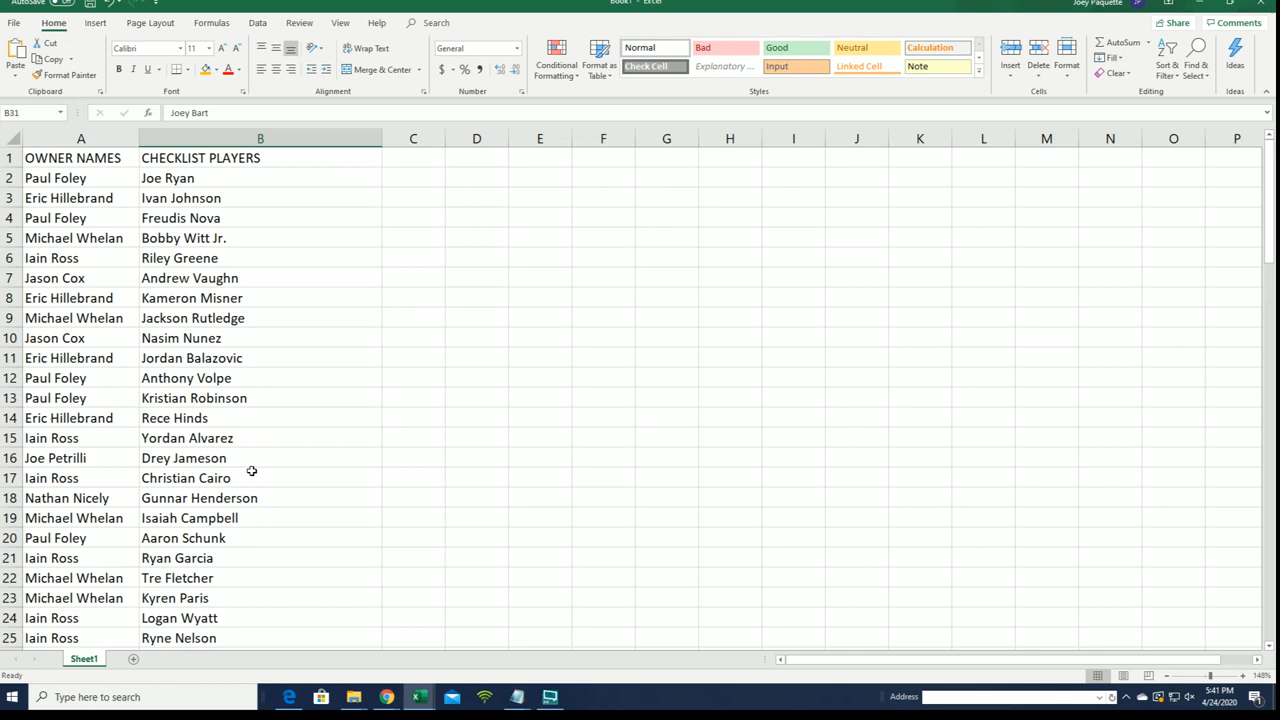 AutoSave Book1 - Excel Joey Paquette JP
File Home Insert Page Layout Formulas Data Review View Help Search Share Comments
Paste Cut Copy Format Painter Clipboard
Calibri 11 A A B I U A Font
Wrap Text Merge & Center Alignment
General $ % , Number
Conditional Formatting Format as Table
Normal Bad Good Neutral Calculation
Check Cell Explanatory ... Input Linked Cell Note
Styles
Insert Delete Format Cells
AutoSum Fill Clear Sort & Filter Find & Select Editing
Ideas Ideas
B31 fx Joey Bart
A B C D E F G H I J K L M N O P
1 OWNER NAMES CHECKLIST PLAYERS
2 Paul Foley Joe Ryan
3 Eric Hillebrand Ivan Johnson
4 Paul Foley Freudis Nova
5 Michael Whelan Bobby Witt Jr.
6 Iain Ross Riley Greene
7 Jason Cox Andrew Vaughn
8 Eric Hillebrand Kameron Misner
9 Michael Whelan Jackson Rutledge
10 Jason Cox Nasim Nunez
11 Eric Hillebrand Jordan Balazovic
12 Paul Foley Anthony Volpe
13 Paul Foley Kristian Robinson
14 Eric Hillebrand Rece Hinds
15 Iain Ross Yordan Alvarez
16 Joe Petrilli Drey Jameson
17 Iain Ross Christian Cairo
18 Nathan Nicely Gunnar Henderson
19 Michael Whelan Isaiah Campbell
20 Paul Foley Aaron Schunk
21 Iain Ross Ryan Garcia
22 Michael Whelan Tre Fletcher
23 Michael Whelan Kyren Paris
24 Iain Ross Logan Wyatt
25 Iain Ross Ryne Nelson
Sheet1
Ready 148%
Type here to search Address 5:41 PM
4/24/2020